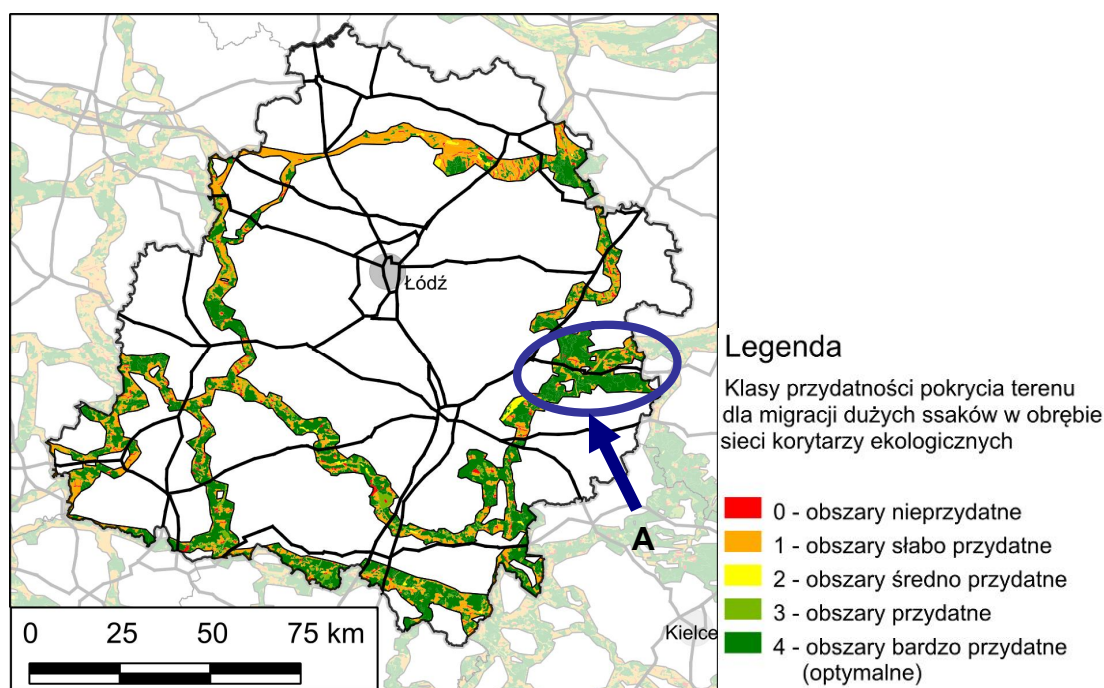 Łódź
Legenda
Klasy przydatności pokrycia terenu
dla migracji dużych ssaków w obrębie
sieci korytarzy ekologicznych
A
0 - obszary nieprzydatne
1 - obszary słabo przydatne
2 - obszary średno przydatne
3 - obszary przydatne
4 - obszary bardzo przydatne
(optymalne)
Kielce
0 25 50 75 km